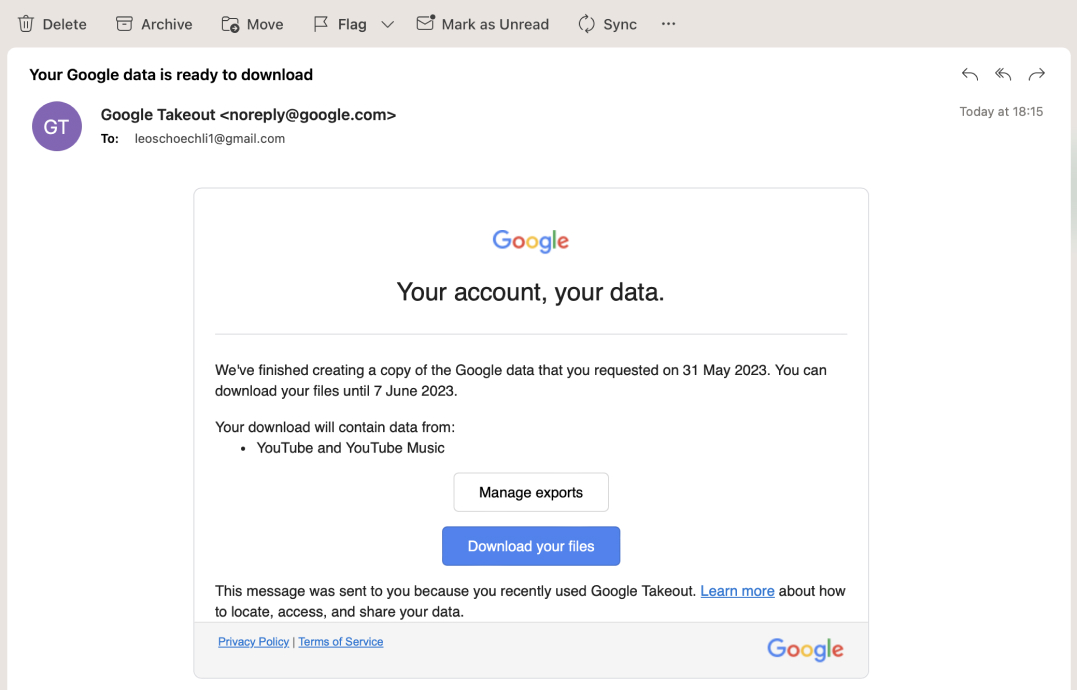 Delete Archive Move Flag Mark as Unread Sync ...
Your Google data is ready to download
GT
Google Takeout <noreply@google.com>
Today at 18:15
To: leoschoechli1@gmail.com
Google
Your account, your data.
We've finished creating a copy of the Google data that you requested on 31 May 2023. You can
download your files until 7 June 2023.
Your download will contain data from:
• YouTube and YouTube Music
Manage exports
Download your files
This message was sent to you because you recently used Google Takeout. Learn more about how
to locate, access, and share your data.
Privacy Policy | Terms of Service
Google